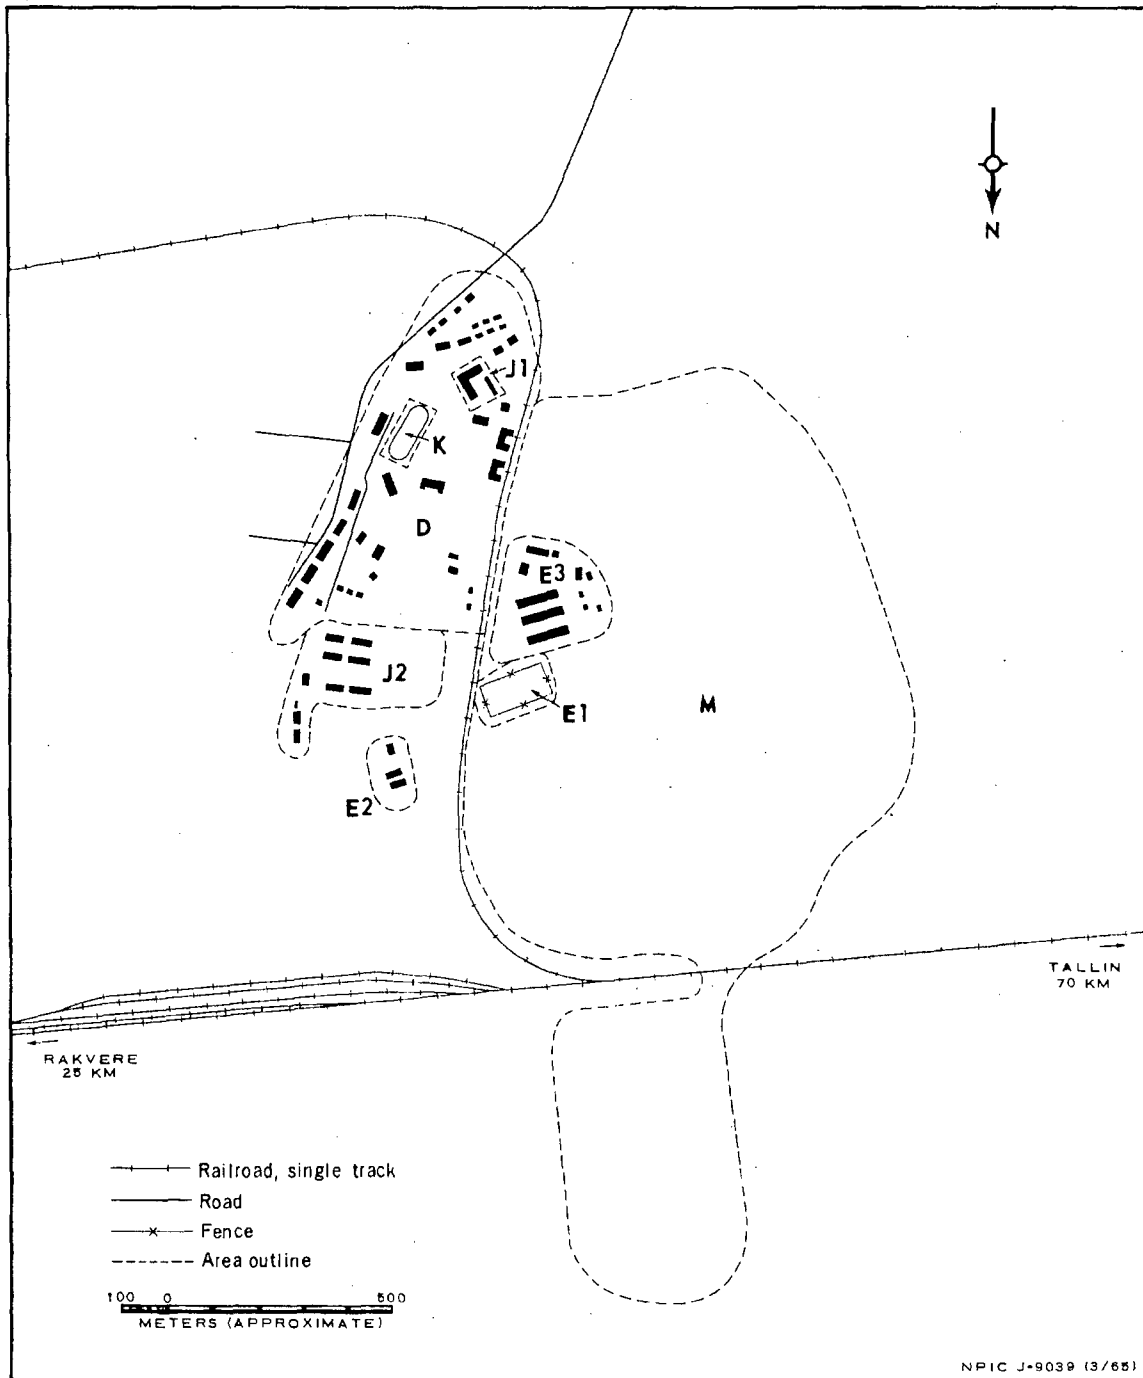 N
J1
K
D
E3
J2
E1
M
E2
TALLIN
70 KM
RAKVERE
25 KM
Railroad, single track
Road
Fence
Area outline
100 0 500
METERS (APPROXIMATE)
NPIC J-9039 (3/65)